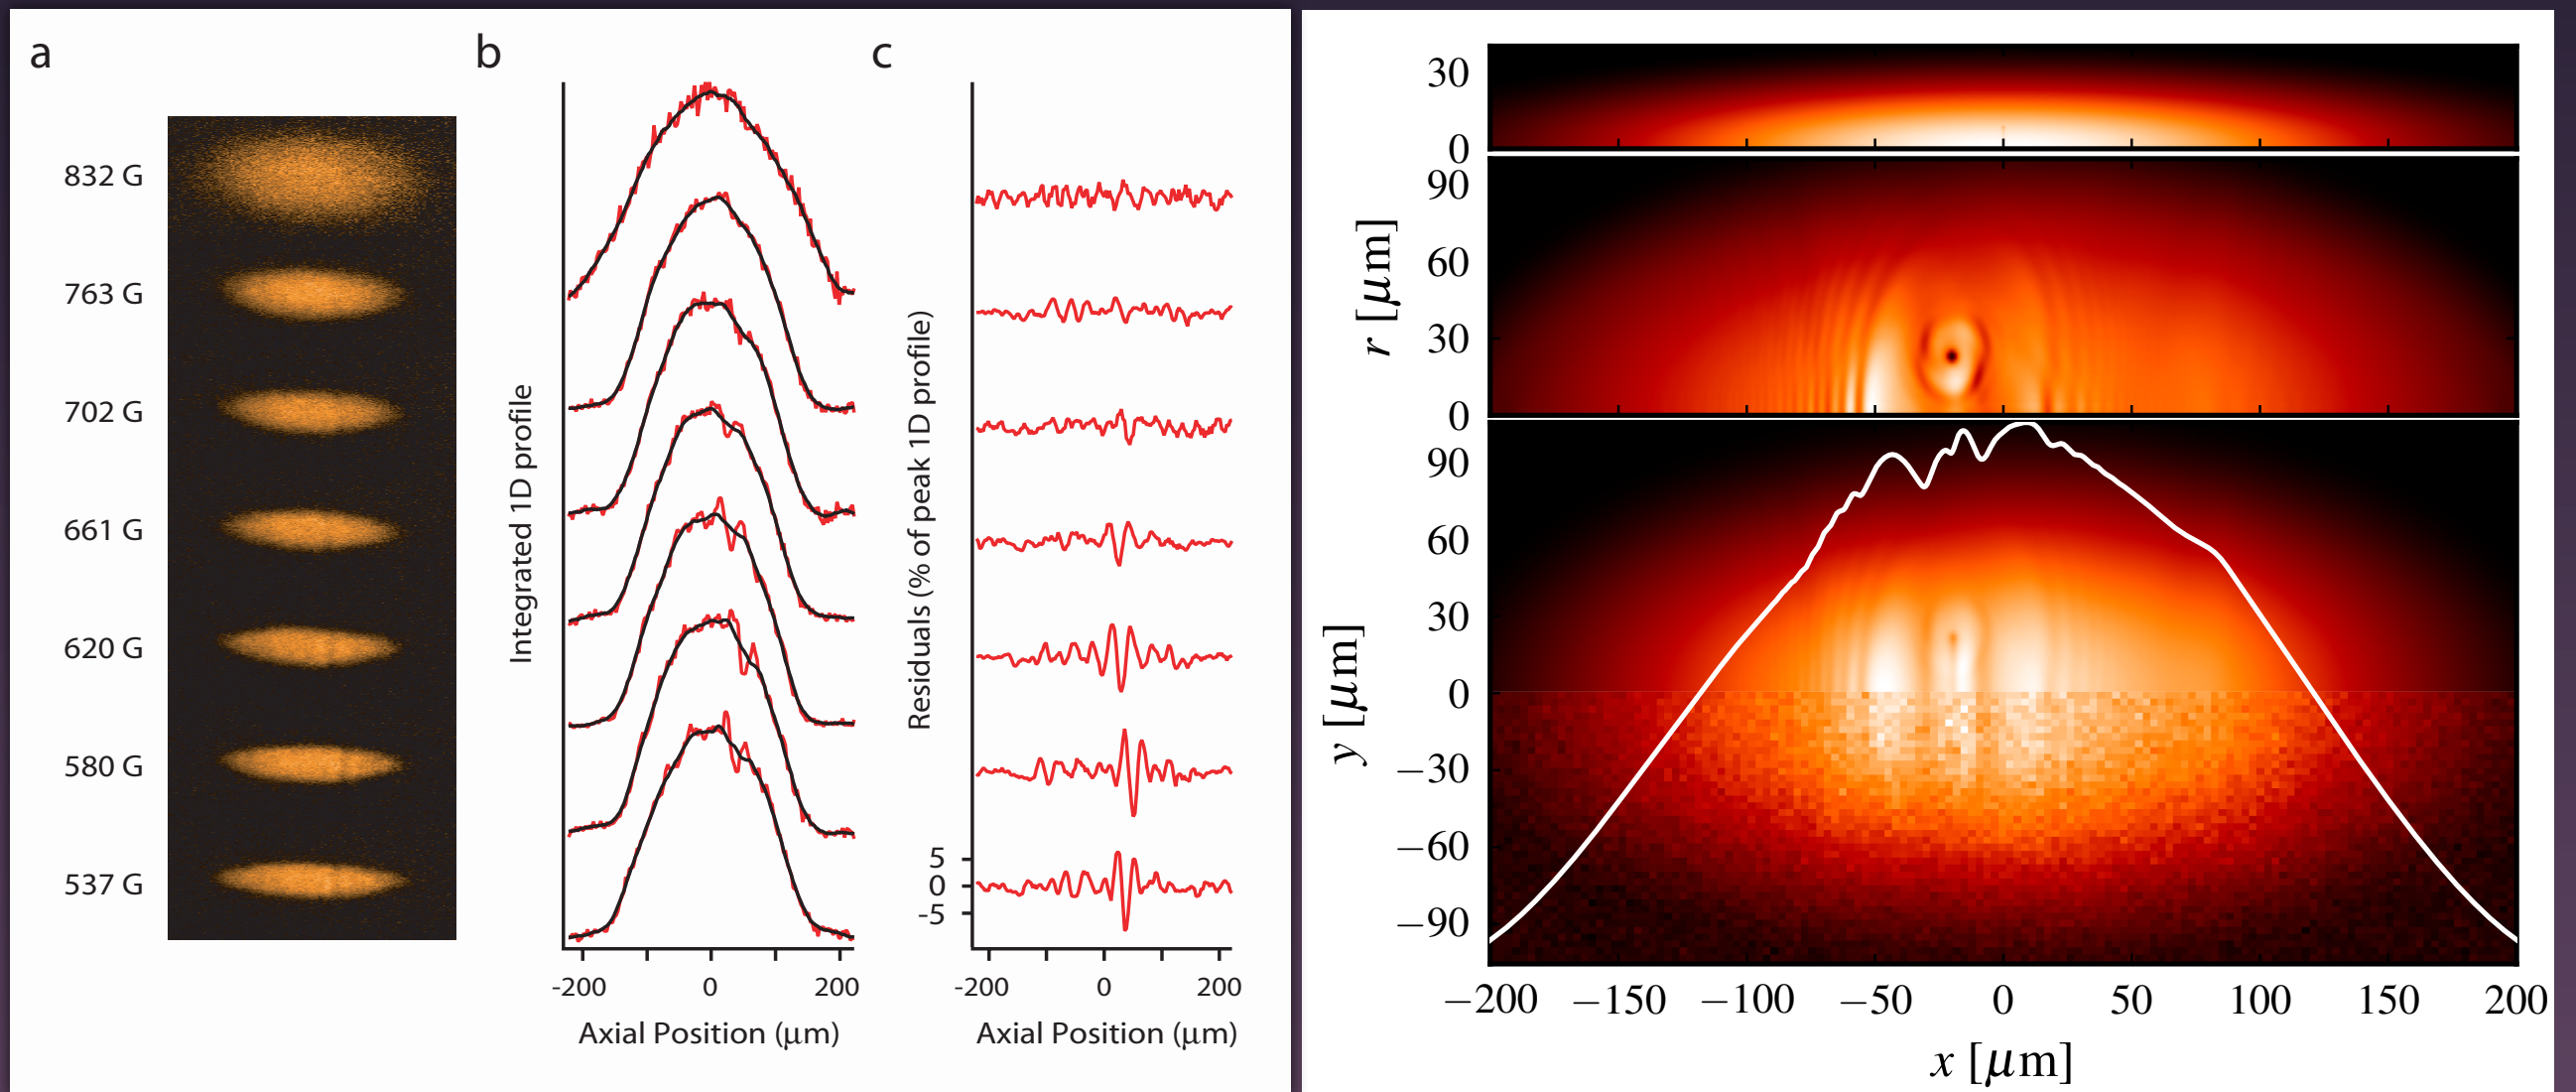 a
b
c
832 G
763 G
702 G
661 G
620 G
580 G
537 G
Integrated 1D profile
-200
0
200
Axial Position (μm)
Residuals (% of peak 1D profile)
5
0
-5
-200
0
200
Axial Position (μm)
30
0
r [μm]
90
60
30
0
y [μm]
90
60
30
0
−30
−60
−90
−200
−150
−100
−50
0
50
100
150
200
x [μm]